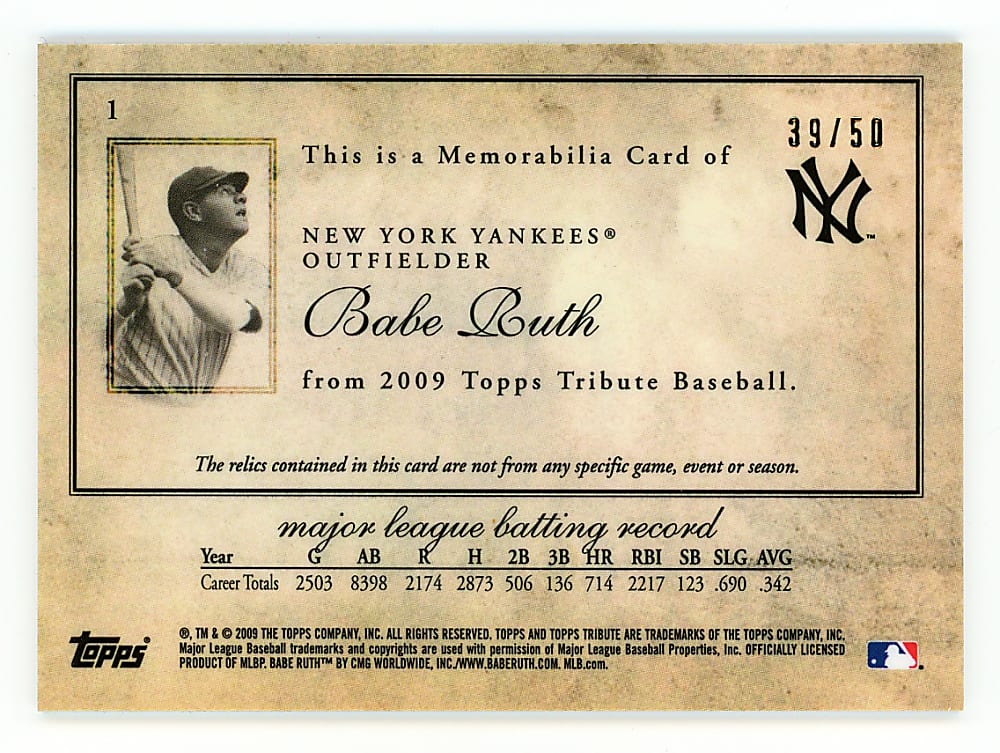 1
39/50
This is a Memorabilia Card of
NY™
NEW YORK YANKEES®
OUTFIELDER
Babe Ruth
from 2009 Topps Tribute Baseball.
The relics contained in this card are not from any specific game, event or season.
major league batting record
Year G AB R H 2B 3B HR RBI SB SLG AVG
Career Totals 2503 8398 2174 2873 506 136 714 2217 123 .690 .342
topps®
®, TM & © 2009 THE TOPPS COMPANY, INC. ALL RIGHTS RESERVED. TOPPS AND TOPPS TRIBUTE ARE TRADEMARKS OF THE TOPPS COMPANY, INC.
Major League Baseball trademarks and copyrights are used with permission of Major League Baseball Properties, Inc. OFFICIALLY LICENSED
PRODUCT OF MLBP. BABE RUTH™ BY CMG WORLDWIDE, INC./WWW.BABERUTH.COM. MLB.com.